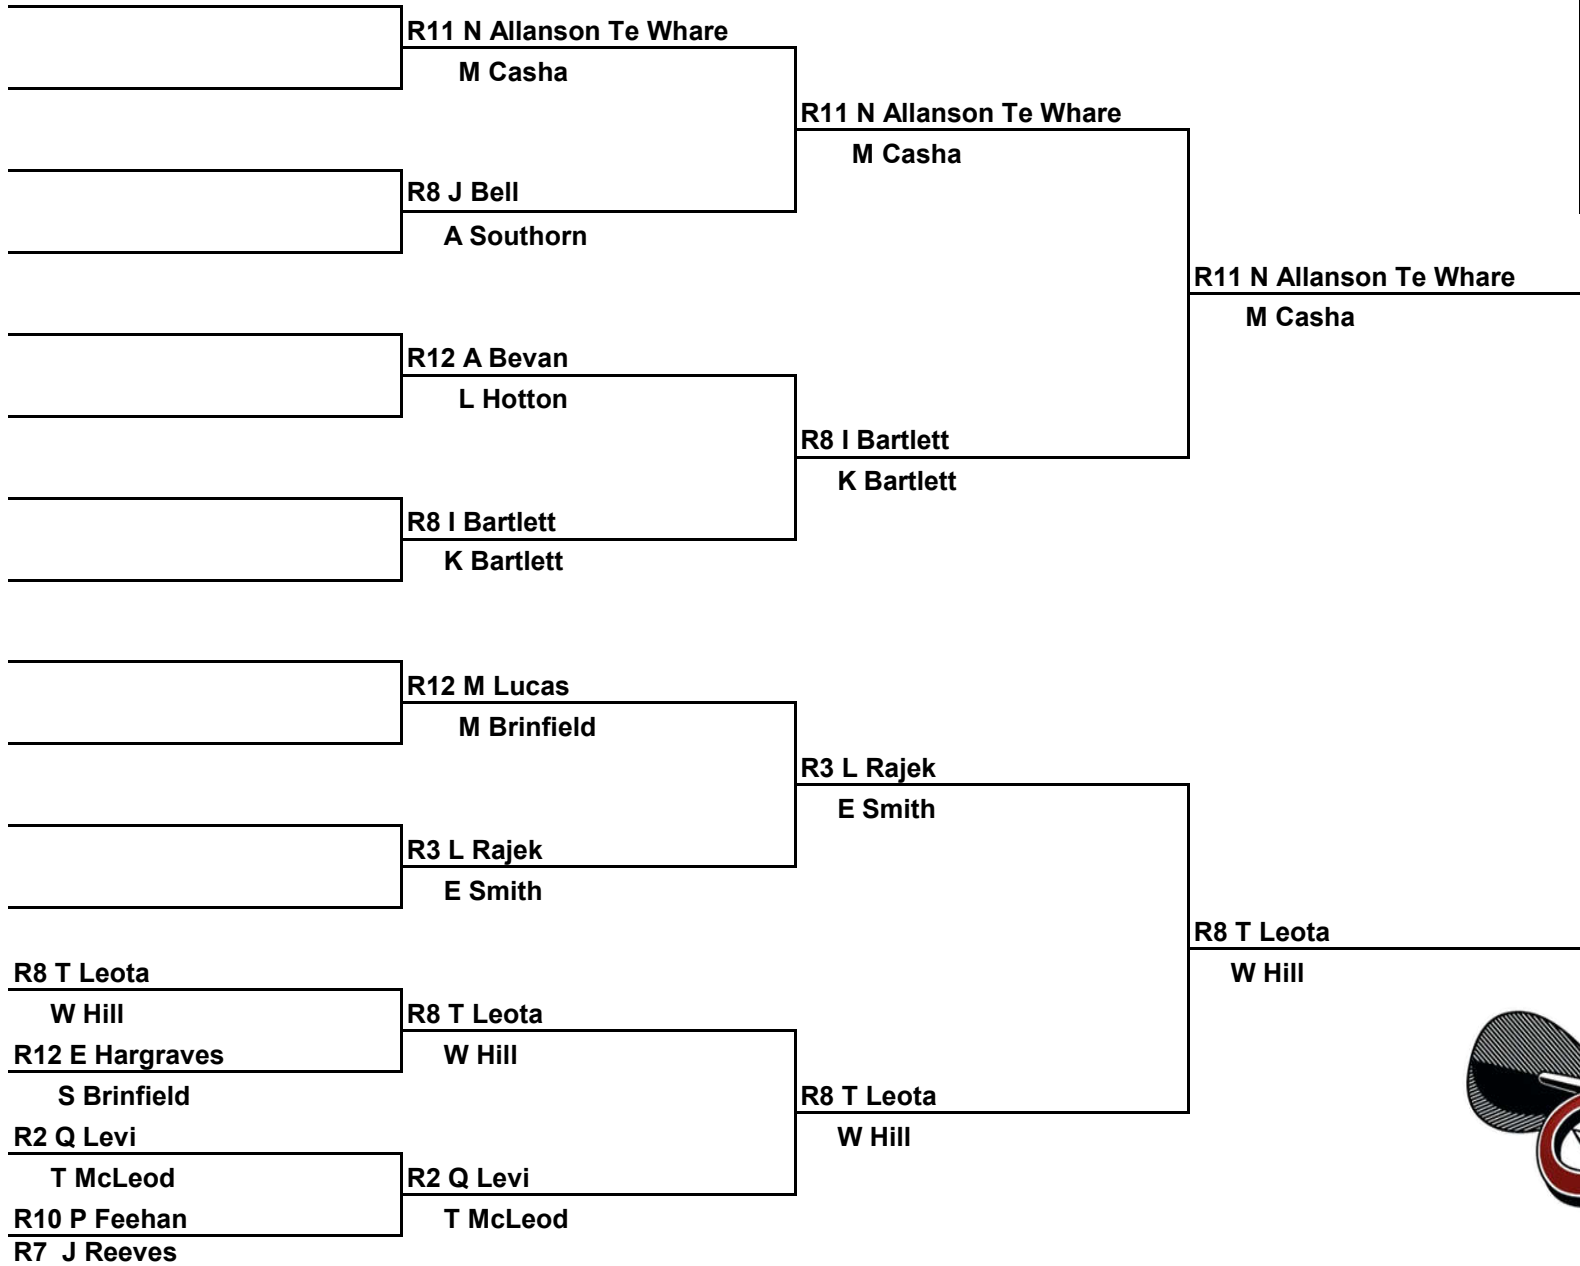 R11 N Allanson Te Whare
M Casha
R11 N Allanson Te Whare
M Casha
R8 J Bell
A Southorn
R11 N Allanson Te Whare
M Casha
R12 A Bevan
L Hotton
R8 I Bartlett
K Bartlett
R8 I Bartlett
K Bartlett
R12 M Lucas
M Brinfield
R3 L Rajek
E Smith
R3 L Rajek
E Smith
R8 T Leota
W Hill
R8 T Leota
W Hill
R8 T Leota
W Hill
R12 E Hargraves
S Brinfield
R8 T Leota
W Hill
R2 Q Levi
T McLeod
R2 Q Levi
T McLeod
R10 P Feehan
R7 J Reeves